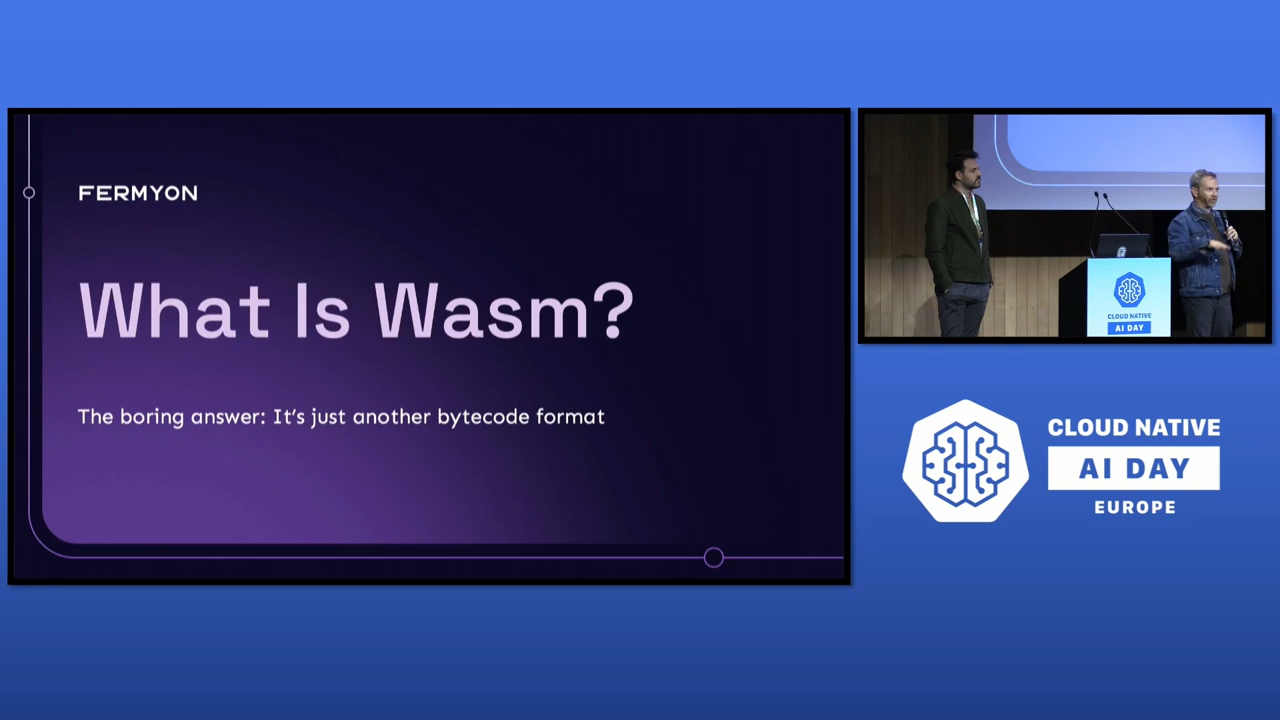 FERMYON
What Is Wasm?
The boring answer: It's just another bytecode format
CLOUD NATIVE
AI DAY
CLOUD NATIVE
AI DAY
EUROPE